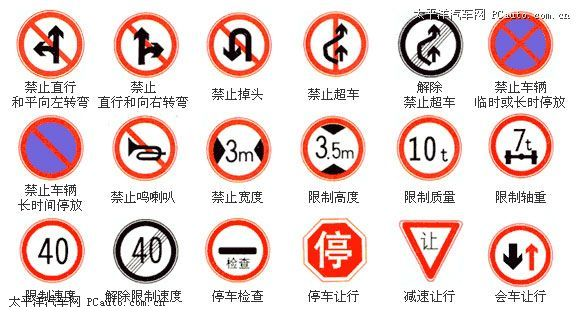 太平洋汽车网 PCauto.com.cn
禁止直行
和平向左转弯
禁止
直行和向右转弯
禁止掉头
禁止超车
解除
禁止超车
禁止车辆
临时或长时停放
3m
3.5m
10t
7t
禁止车辆
长时间停放
禁止鸣喇叭
禁止宽度
限制高度
限制质量
限制轴重
40
40
检查
停
让
限制速度
解除限制速度
停车检查
停车让行
减速让行
会车让行
太平洋汽车网 PCauto.com.cn